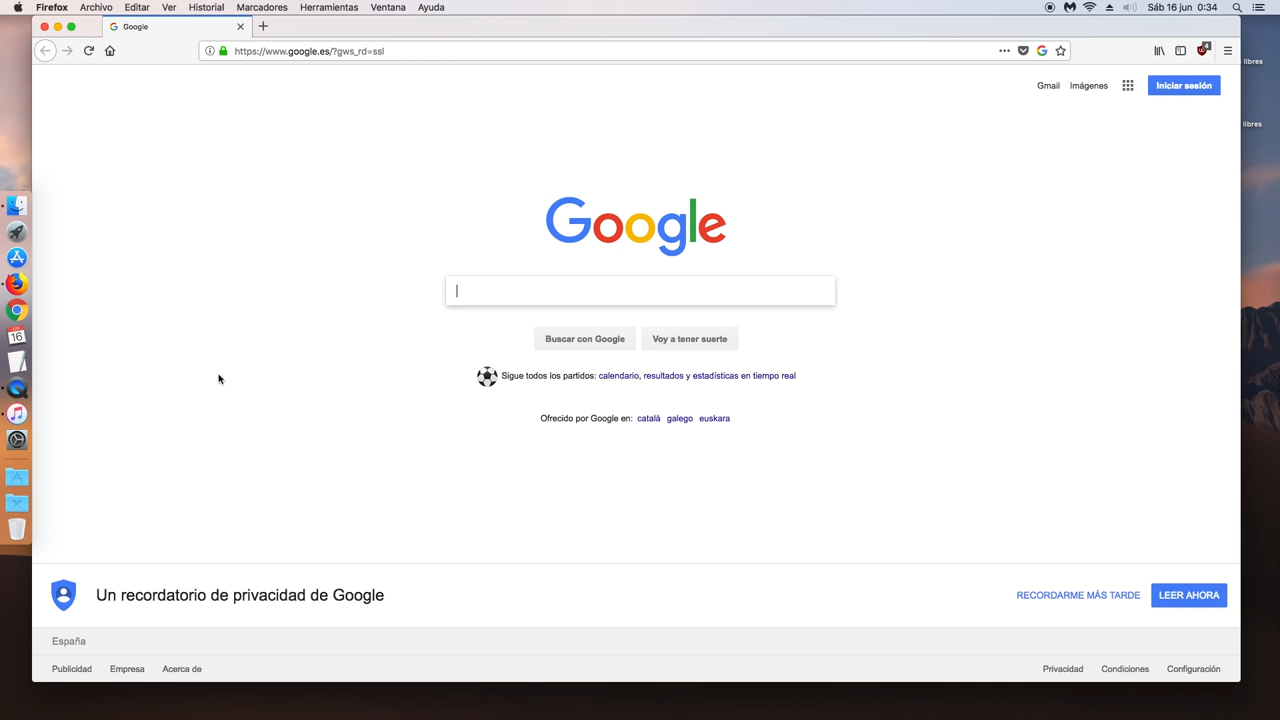 Firefox Archivo Editar Ver Historial Marcadores Herramientas Ventana Ayuda Sáb 16 jun 0:34
Google
https://www.google.es/?gws_rd=ssl
4
libres
libres
Gmail Imágenes Iniciar sesión
Google
Buscar con Google Voy a tener suerte
Sigue todos los partidos: calendario, resultados y estadísticas en tiempo real
Ofrecido por Google en: català galego euskara
16
Un recordatorio de privacidad de Google RECORDARME MÁS TARDE LEER AHORA
España
Publicidad Empresa Acerca de Privacidad Condiciones Configuración